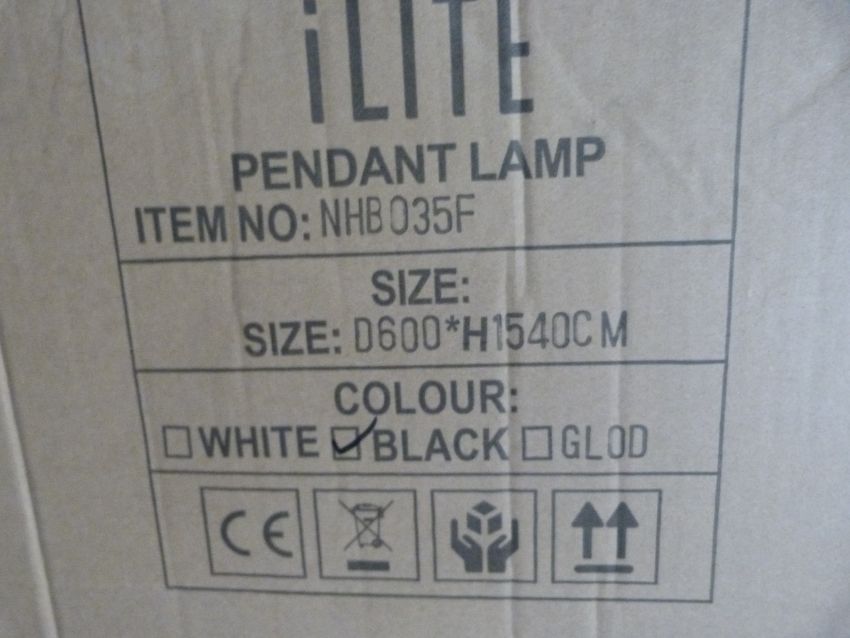 iLITE
PENDANT LAMP
ITEM NO: NHB035F
SIZE:
SIZE: D600*H1540CM
COLOUR:
☐WHITE ☑BLACK ☐GLOD
CE